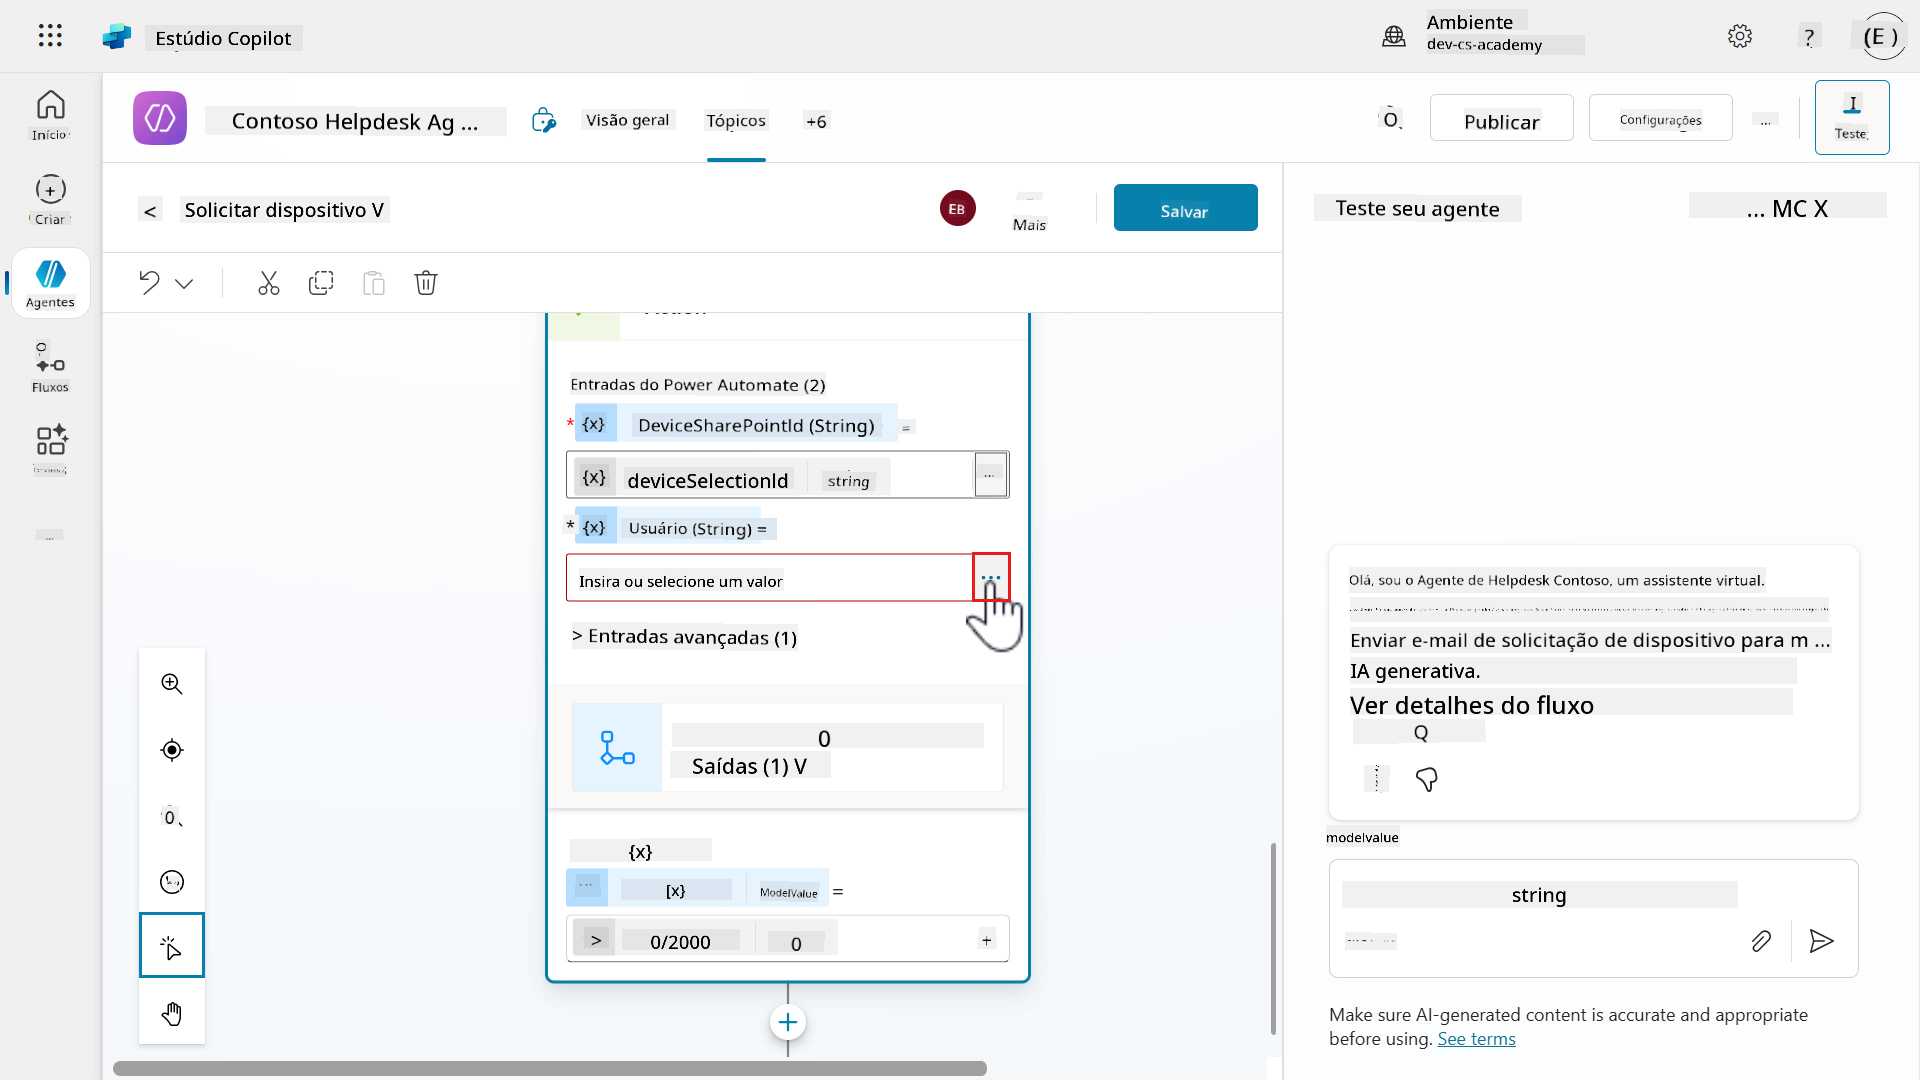 Estúdio Copilot
Ambiente
dev-cs-academy
?
(E )
Início
Criar
Agentes
Fluxos
Contoso Helpdesk Ag ...
Visão geral
Tópicos
+6
Publicar
Configurações
...
Teste
< Solicitar dispositivo V
EB
Mais
Salvar
Entradas do Power Automate (2)
* {x} DeviceSharePointId (String) =
{x} deviceSelectionId string ...
* {x} Usuário (String) =
Insira ou selecione um valor ...
> Entradas avançadas (1)
0
Saídas (1) V
{x}
... [x} ModelValue =
> 0/2000 0 +
Teste seu agente
... MC X
Olá, sou o Agente de Helpdesk Contoso, um assistente virtual.
Enviar e-mail de solicitação de dispositivo para m ...
IA generativa.
Ver detalhes do fluxo
Q
modelvalue
string
Make sure AI-generated content is accurate and appropriate
before using. See terms